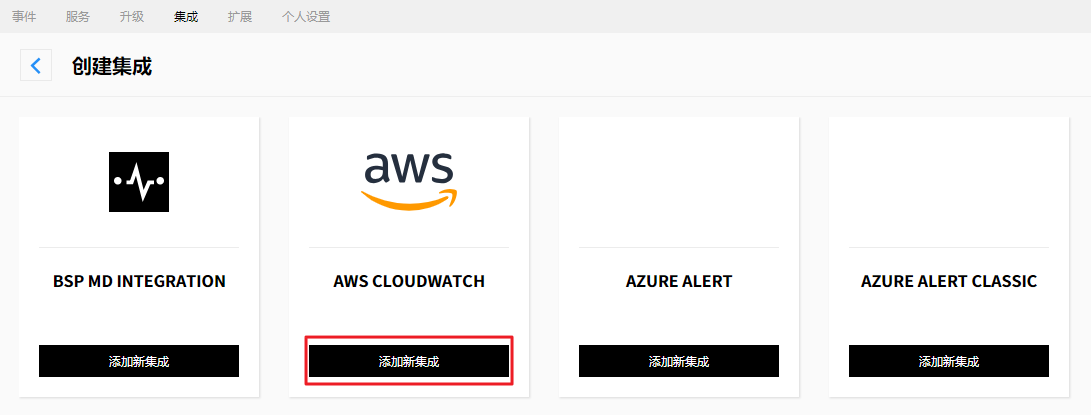 事件 服务 升级 集成 扩展 个人设置
创建集成
aws
BSP MD INTEGRATION AWS CLOUDWATCH AZURE ALERT AZURE ALERT CLASSIC
添加新集成 添加新集成 添加新集成 添加新集成